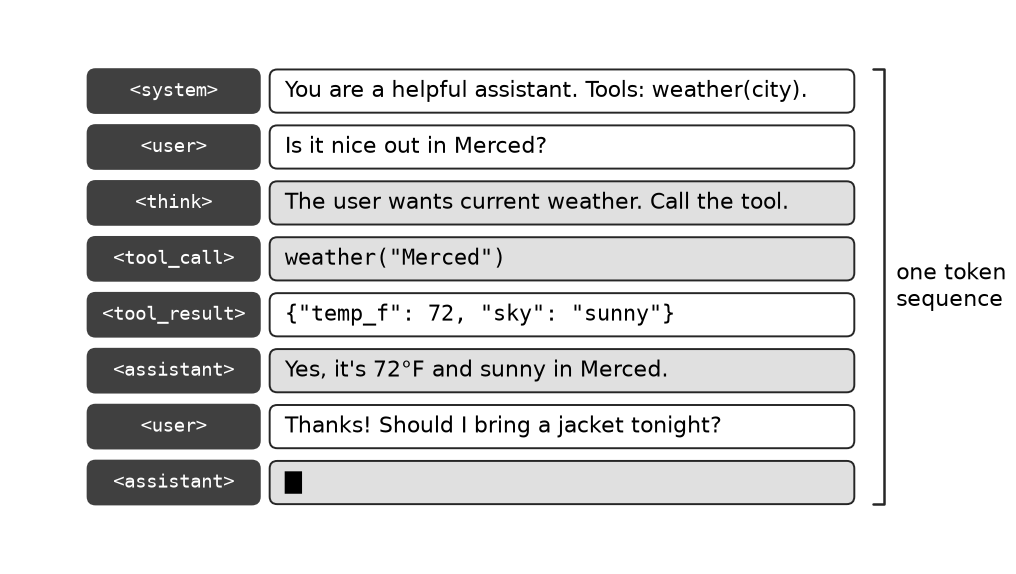 <system> You are a helpful assistant. Tools: weather(city).
<user> Is it nice out in Merced?
<think> The user wants current weather. Call the tool.
<tool_call> weather("Merced")
<tool_result> {"temp_f": 72, "sky": "sunny"}
<assistant> Yes, it's 72°F and sunny in Merced.
<user> Thanks! Should I bring a jacket tonight?
<assistant>
one token
sequence